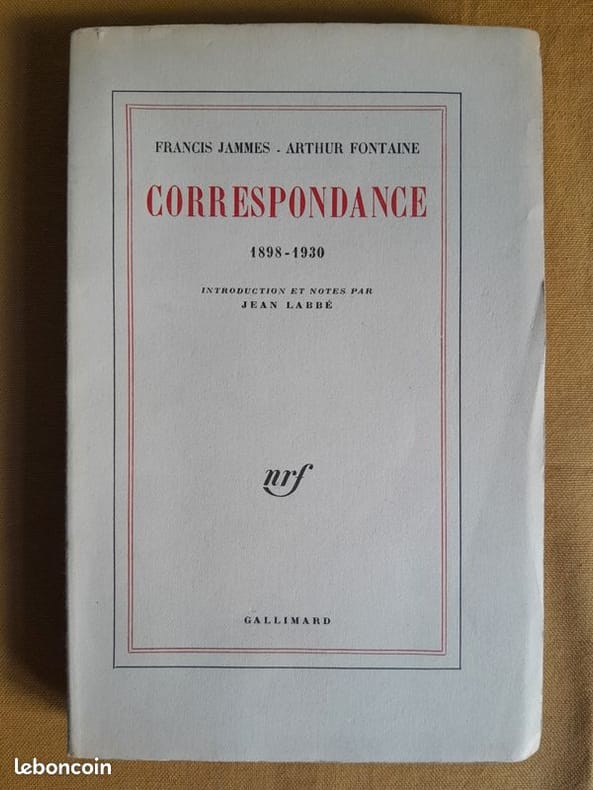 FRANCIS JAMMES - ARTHUR FONTAINE
CORRESPONDANCE
1898-1930
INTRODUCTION ET NOTES PAR
JEAN LABBÉ
nrf
GALLIMARD
leboncoin